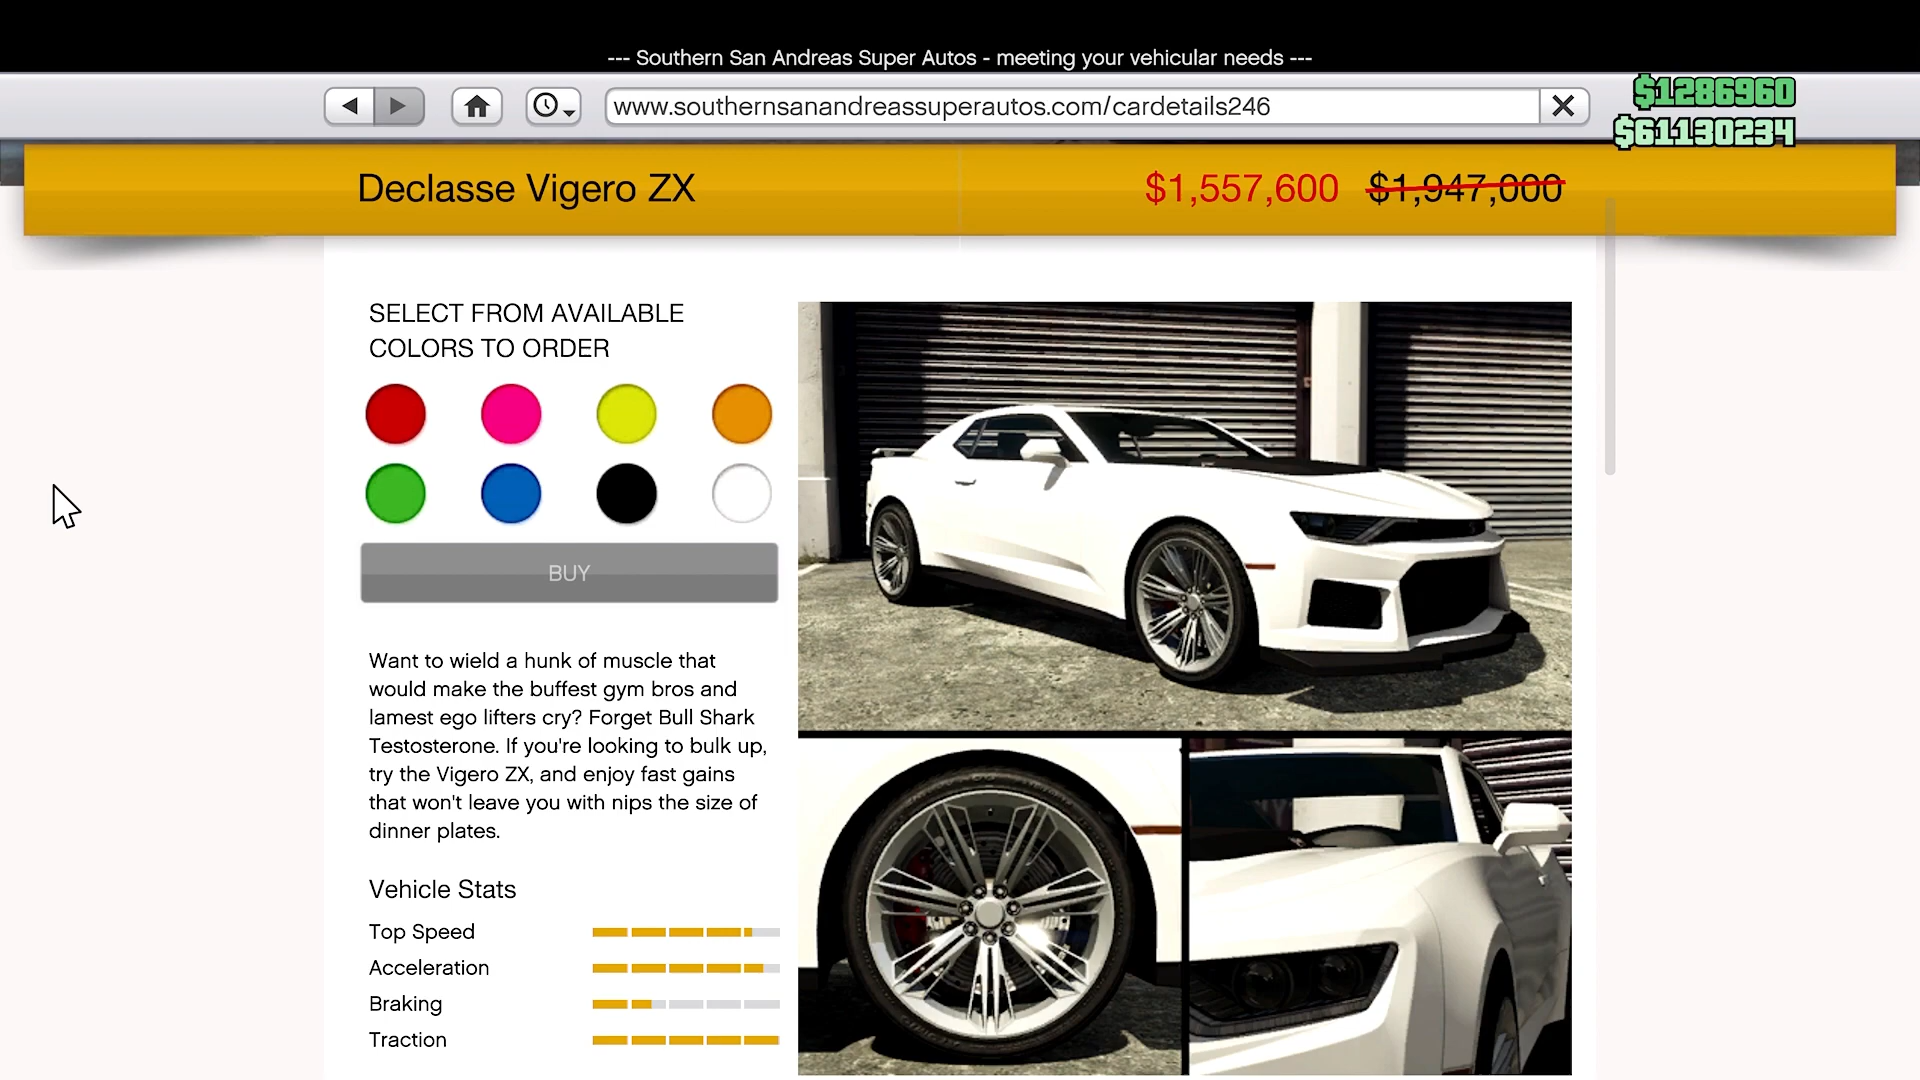 --- Southern San Andreas Super Autos - meeting your vehicular needs ---
www.southernsanandreassuperautos.com/cardetails246
$1286960
$61130234
Declasse Vigero ZX
$1,557,600 $1,947,000
SELECT FROM AVAILABLE
COLORS TO ORDER
BUY
Want to wield a hunk of muscle that
would make the buffest gym bros and
lamest ego lifters cry? Forget Bull Shark
Testosterone. If you're looking to bulk up,
try the Vigero ZX, and enjoy fast gains
that won't leave you with nips the size of
dinner plates.
Vehicle Stats
Top Speed
Acceleration
Braking
Traction